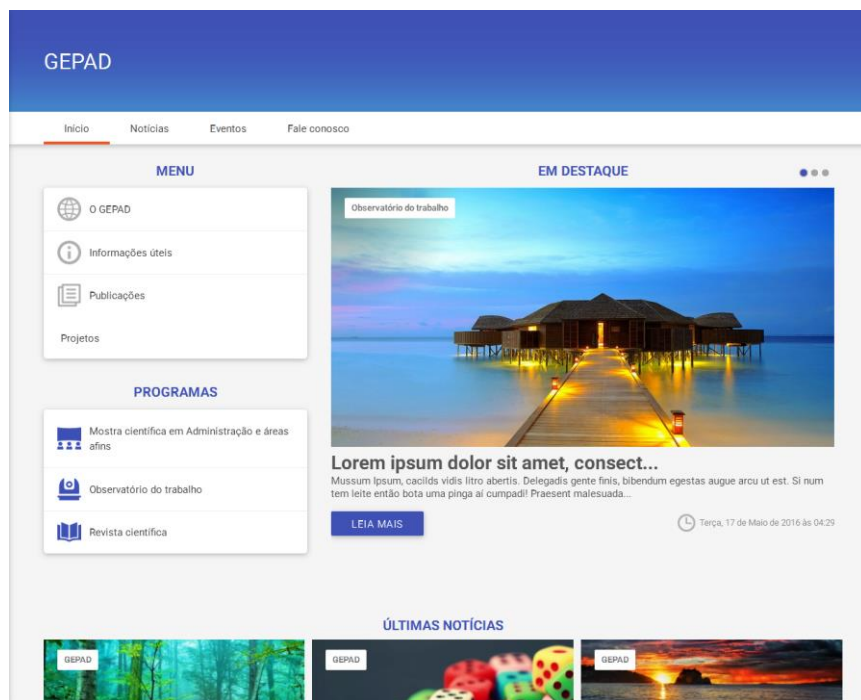 GEPAD
Início
Notícias
Eventos
Fale conosco
MENU
O GEPAD
Informações úteis
Publicações
Projetos
PROGRAMAS
Mostra científica em Administração e áreas
afins
Observatório do trabalho
Revista científica
EM DESTAQUE
Observatório do trabalho
Lorem ipsum dolor sit amet, consect...
Mussum Ipsum, cacilds vidis litro abertis. Delegadis gente finis, bibendum egestas augue arcu ut est. Si num
tem leite então bota uma pinga aí cumpadi! Praesent malesuada...
LEIA MAIS
Terça, 17 de Maio de 2016 às 04:29
ÚLTIMAS NOTÍCIAS
GEPAD
GEPAD
GEPAD